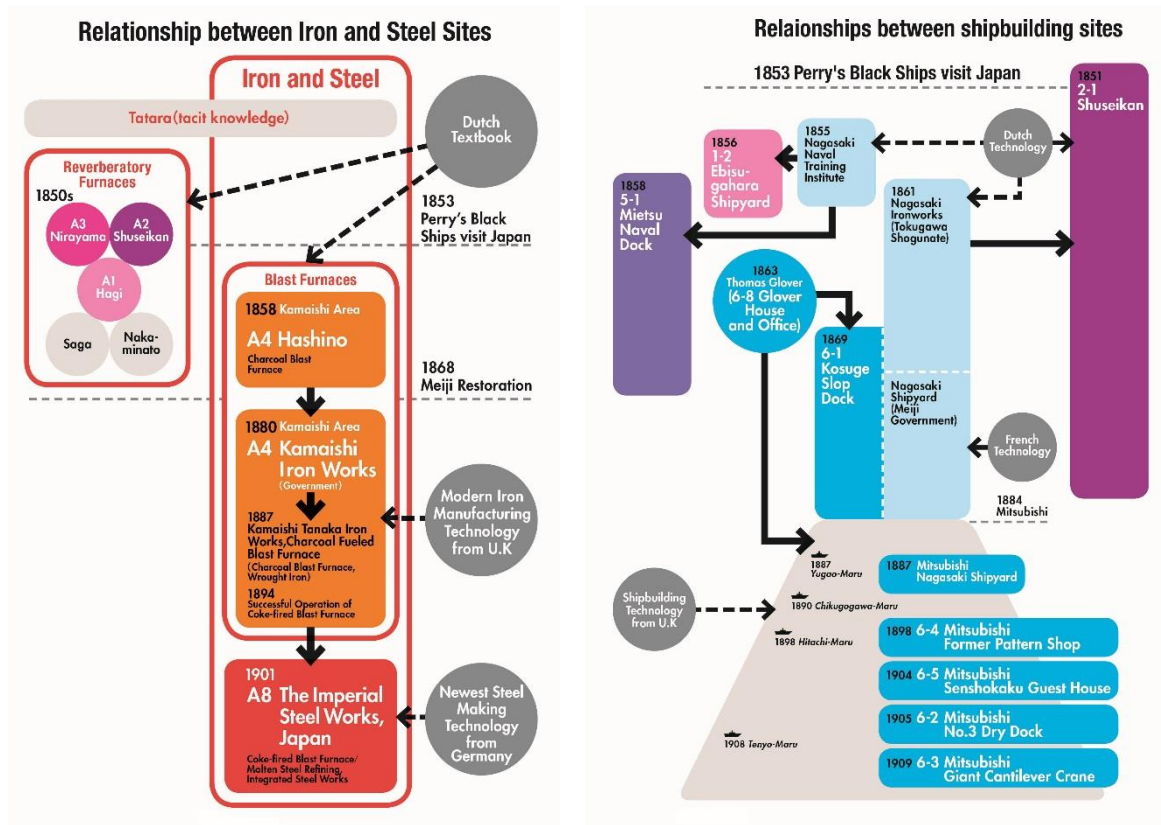 Relationship between Iron and Steel Sites
Iron and Steel
Tatara(tacit knowledge)
Dutch
Textbook
Reverberatory
Furnaces
1850s
A3
Nirayama
A2
Shuseikan
A1
Hagi
Saga
Naka-
minato
1853
Perry's Black
Ships visit Japan
Blast Furnaces
1858 Kamaishi Area
A4 Hashino
Charcoal Blast
Furnace
1868
Meiji Restoration
1880 Kamaishi Area
A4 Kamaishi
Iron Works
(Government)
1887
Kamaishi Tanaka Iron
Works,Charcoal Fueled
Blast Furnace
(Charcoal Blast Furnace,
Wrought Iron)
1894
Successful Operation of
Coke-fired Blast Furnace
Modern Iron
Manufacturing
Technology
from U.K
1901
A8 The Imperial
Steel Works,
Japan
Coke-fired Blast Furnace/
Molten Steel Refining,
Integrated Steel Works
Newest Steel
Making
Technology
from
Germany
Relaionships between shipbuilding sites
1853 Perry's Black Ships visit Japan
1851
2-1
Shuseikan
1855
Nagasaki
Naval
Training
Institute
Dutch
Technology
1856
1-2
Ebisu-
gahara
Shipyard
1858
5-1
Mietsu
Naval
Dock
1861
Nagasaki
Ironworks
(Tokugawa
Shogunate)
1863
Thomas Glover
(6-8 Glover
House
and Office)
1869
6-1
Kosuge
Slop
Dock
Nagasaki
Shipyard
(Meiji
Government)
French
Technology
1884
Mitsubishi
1887
Yugao-Maru
1887 Mitsubishi
Nagasaki Shipyard
Shipbuilding
Technology
from U.K
1890 Chikugogawa-Maru
1898 Hitachi-Maru
1898 6-4 Mitsubishi
Former Pattern Shop
1904 6-5 Mitsubishi
Senshokaku Guest House
1905 6-2 Mitsubishi
No.3 Dry Dock
1908 Tenyo-Maru
1909 6-3 Mitsubishi
Giant Cantilever Crane